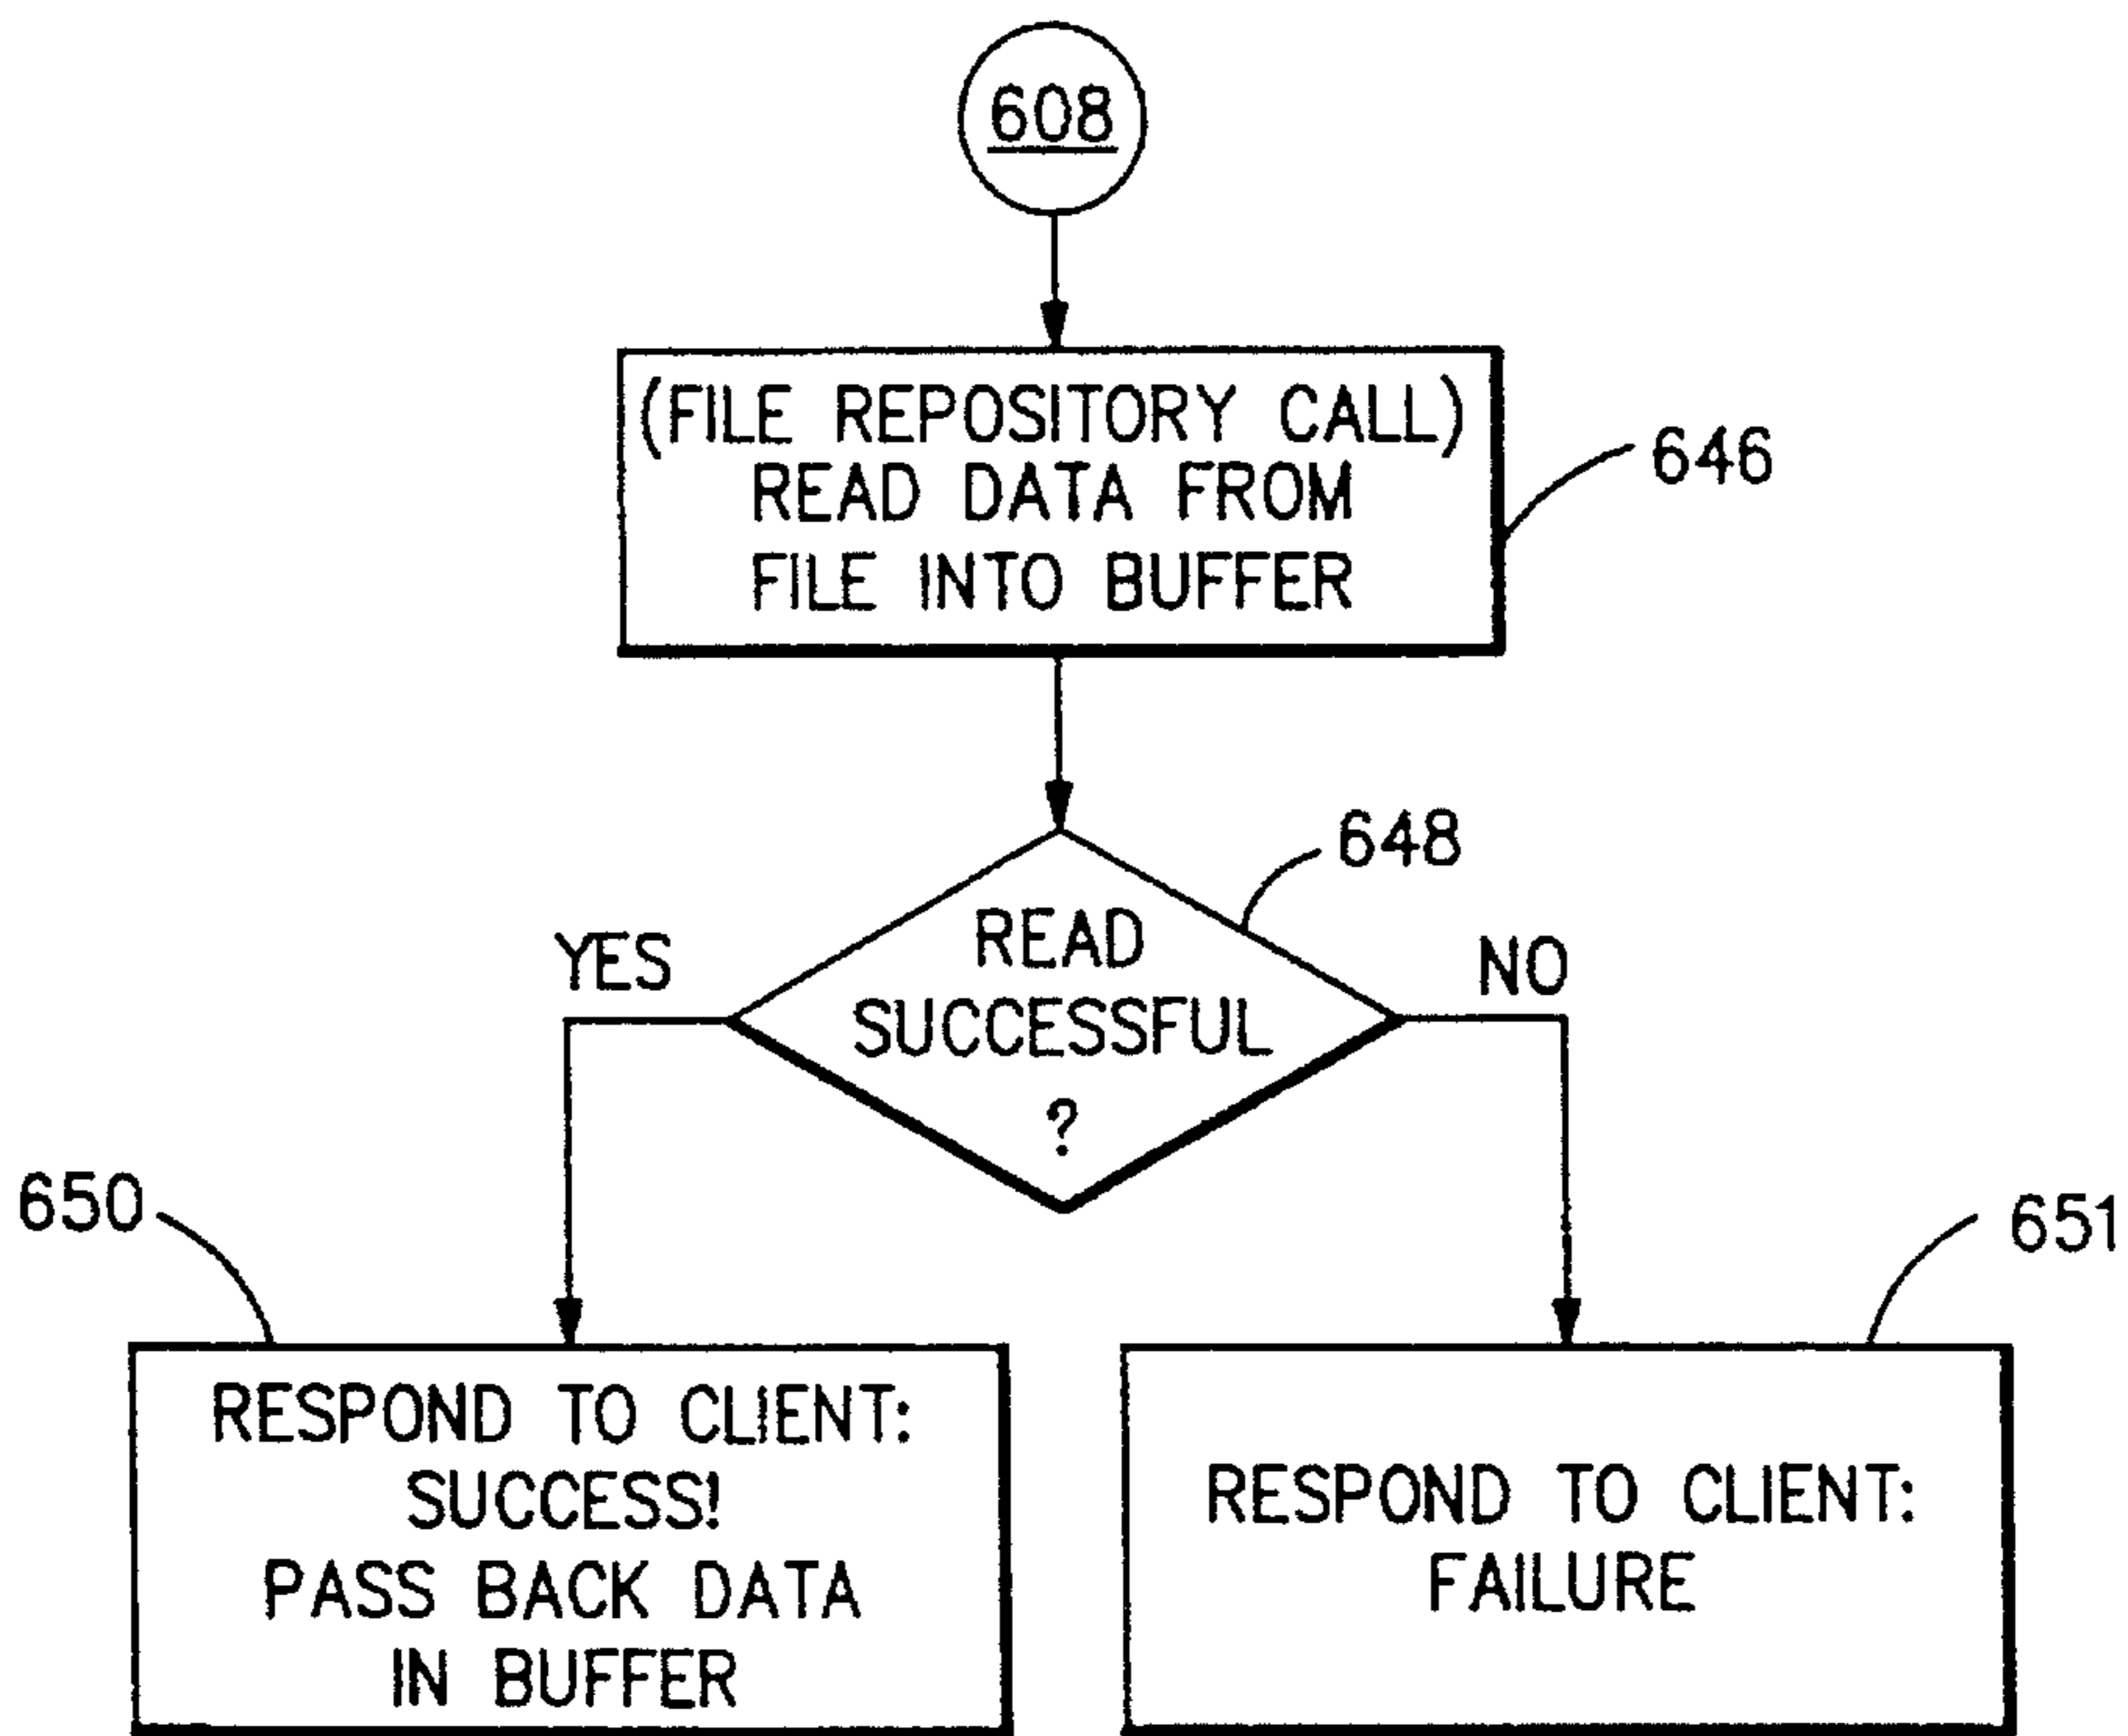 608
(FILE REPOSITORY CALL)
READ DATA FROM
FILE INTO BUFFER
646
648
READ
SUCCESSFUL
?
YES
NO
650
651
RESPOND TO CLIENT:
SUCCESS!
PASS BACK DATA
IN BUFFER
RESPOND TO CLIENT:
FAILURE